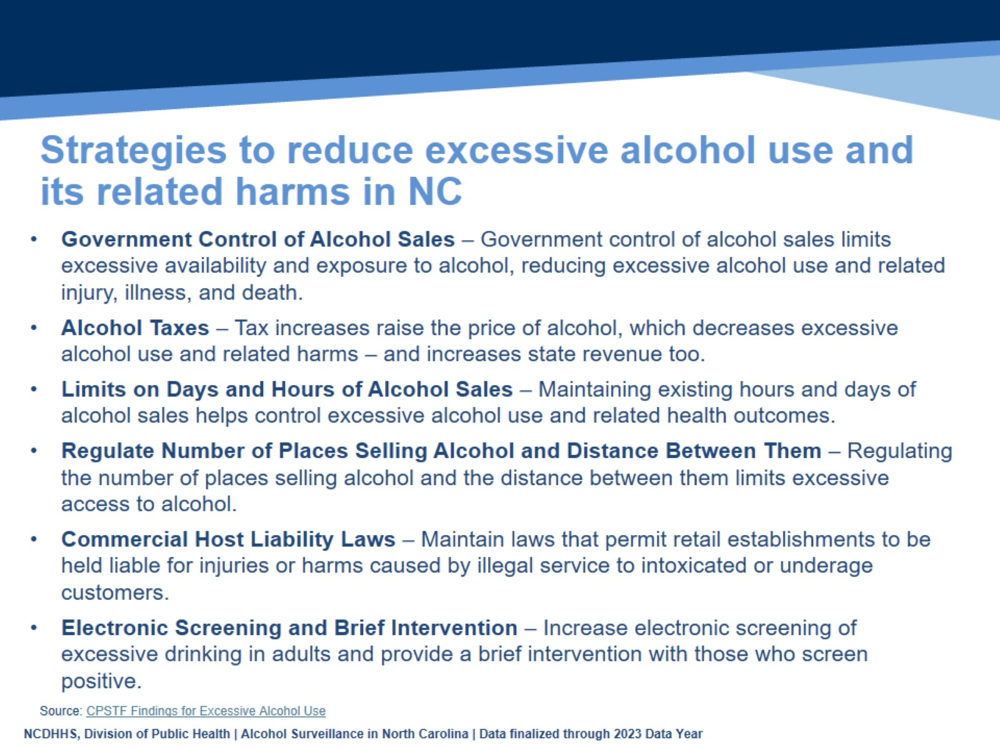 Strategies to reduce excessive alcohol use and
its related harms in NC
• Government Control of Alcohol Sales – Government control of alcohol sales limits
excessive availability and exposure to alcohol, reducing excessive alcohol use and related
injury, illness, and death.
• Alcohol Taxes – Tax increases raise the price of alcohol, which decreases excessive
alcohol use and related harms – and increases state revenue too.
• Limits on Days and Hours of Alcohol Sales – Maintaining existing hours and days of
alcohol sales helps control excessive alcohol use and related health outcomes.
• Regulate Number of Places Selling Alcohol and Distance Between Them – Regulating
the number of places selling alcohol and the distance between them limits excessive
access to alcohol.
• Commercial Host Liability Laws – Maintain laws that permit retail establishments to be
held liable for injuries or harms caused by illegal service to intoxicated or underage
customers.
• Electronic Screening and Brief Intervention – Increase electronic screening of
excessive drinking in adults and provide a brief intervention with those who screen
positive.
Source: CPSTF Findings for Excessive Alcohol Use
NCDHHS, Division of Public Health | Alcohol Surveillance in North Carolina | Data finalized through 2023 Data Year